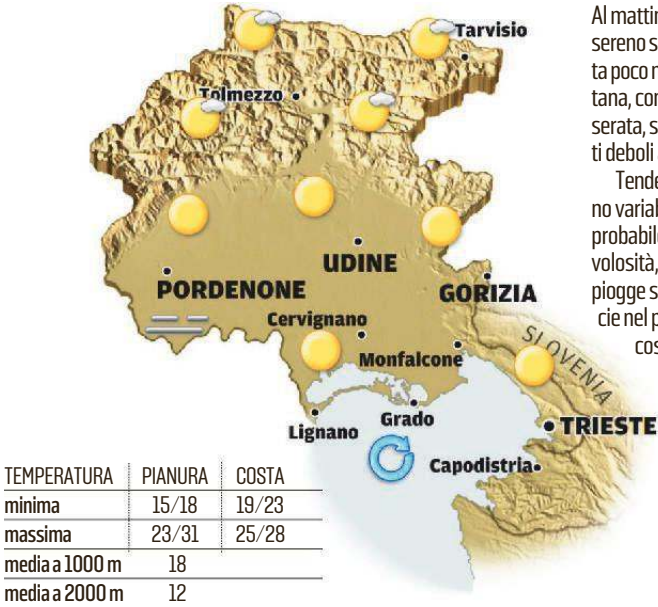 Tarvisio
Tolmezzo
UDINE
PORDENONE
GORIZIA
Cervignano
Monfalcone
SLOVENIA
Lignano
Grado
TRIESTE
Capodistria
TEMPERATURA PIANURA COSTA
minima 15/18 19/23
massima 23/31 25/28
media a 1000 m 18
media a 2000 m 12
Al mattin
sereno s
ta poco n
tana, con
serata, s
ti deboli
Tende
no varial
probabile
volosità,
piogge s
cie nel p
cos